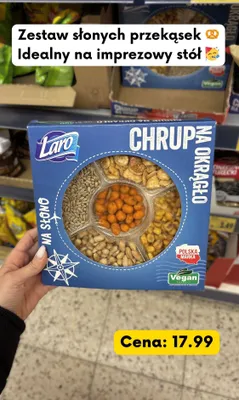 Zestaw słonych przekąsek 🥨
Idealny na imprezowy stół 🥳
Laro
CHRUP
NA OKRĄGŁO
NA SŁONO
POLSKA
MARKA
Vegan
Cena: 17.99